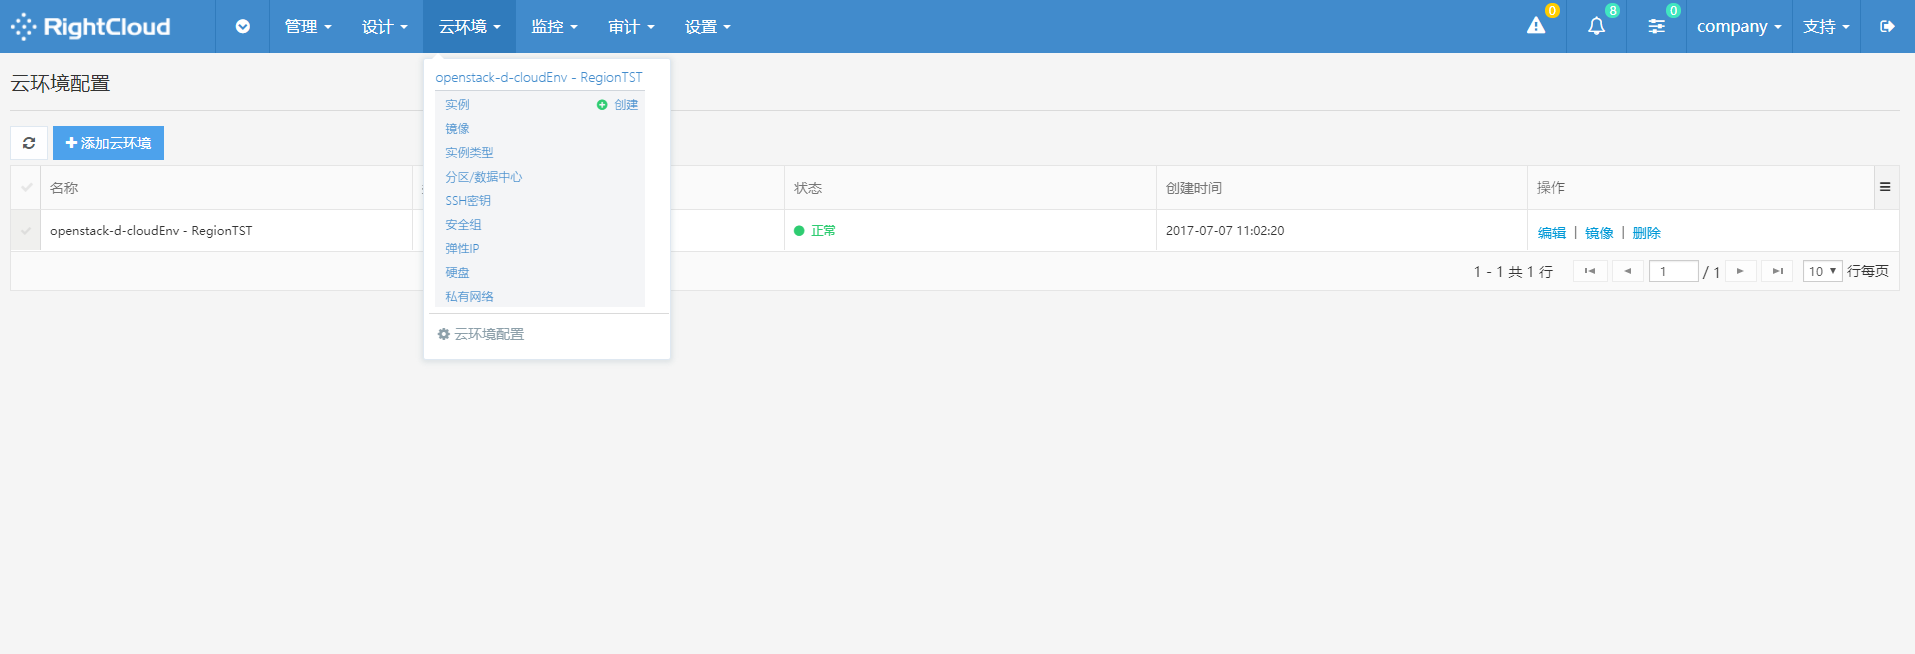 RightCloud 管理 设计 云环境 监控 审计 设置 0 8 0 company 支持
云环境配置
openstack-d-cloudEnv - RegionTST
实例 创建
镜像
实例类型
分区/数据中心
SSH密钥
安全组
弹性IP
硬盘
私有网络
云环境配置
添加云环境
名称 状态 创建时间 操作
openstack-d-cloudEnv - RegionTST 正常 2017-07-07 11:02:20 编辑 | 镜像 | 删除
1 - 1 共 1 行 1 / 1 10 行每页